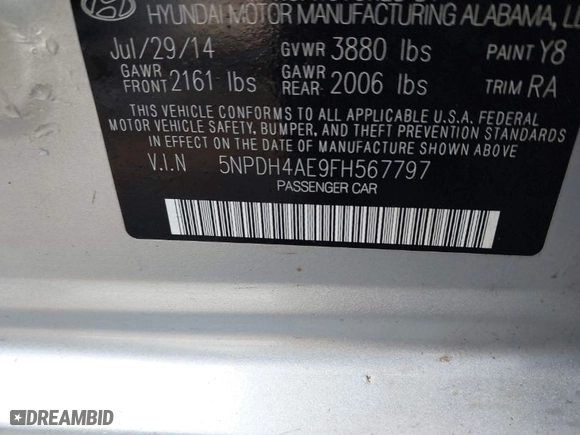 HYUNDAI MOTOR MANUFACTURING ALABAMA,
Jul/29/14 GVWR 3880 lbs PAINT Y8
GAWR FRONT 2161 lbs GAWR REAR 2006 lbs TRIM RA
THIS VEHICLE CONFORMS TO ALL APPLICABLE U.S.A. FEDERAL
MOTOR VEHICLE SAFETY, BUMPER, AND THEFT PREVENTION STANDARDS
IN EFFECT ON THE DATE OF MANUFACTURE SHOWN ABOVE.
V.I.N 5NPDH4AE9FH567797
PASSENGER CAR
DREAMBID